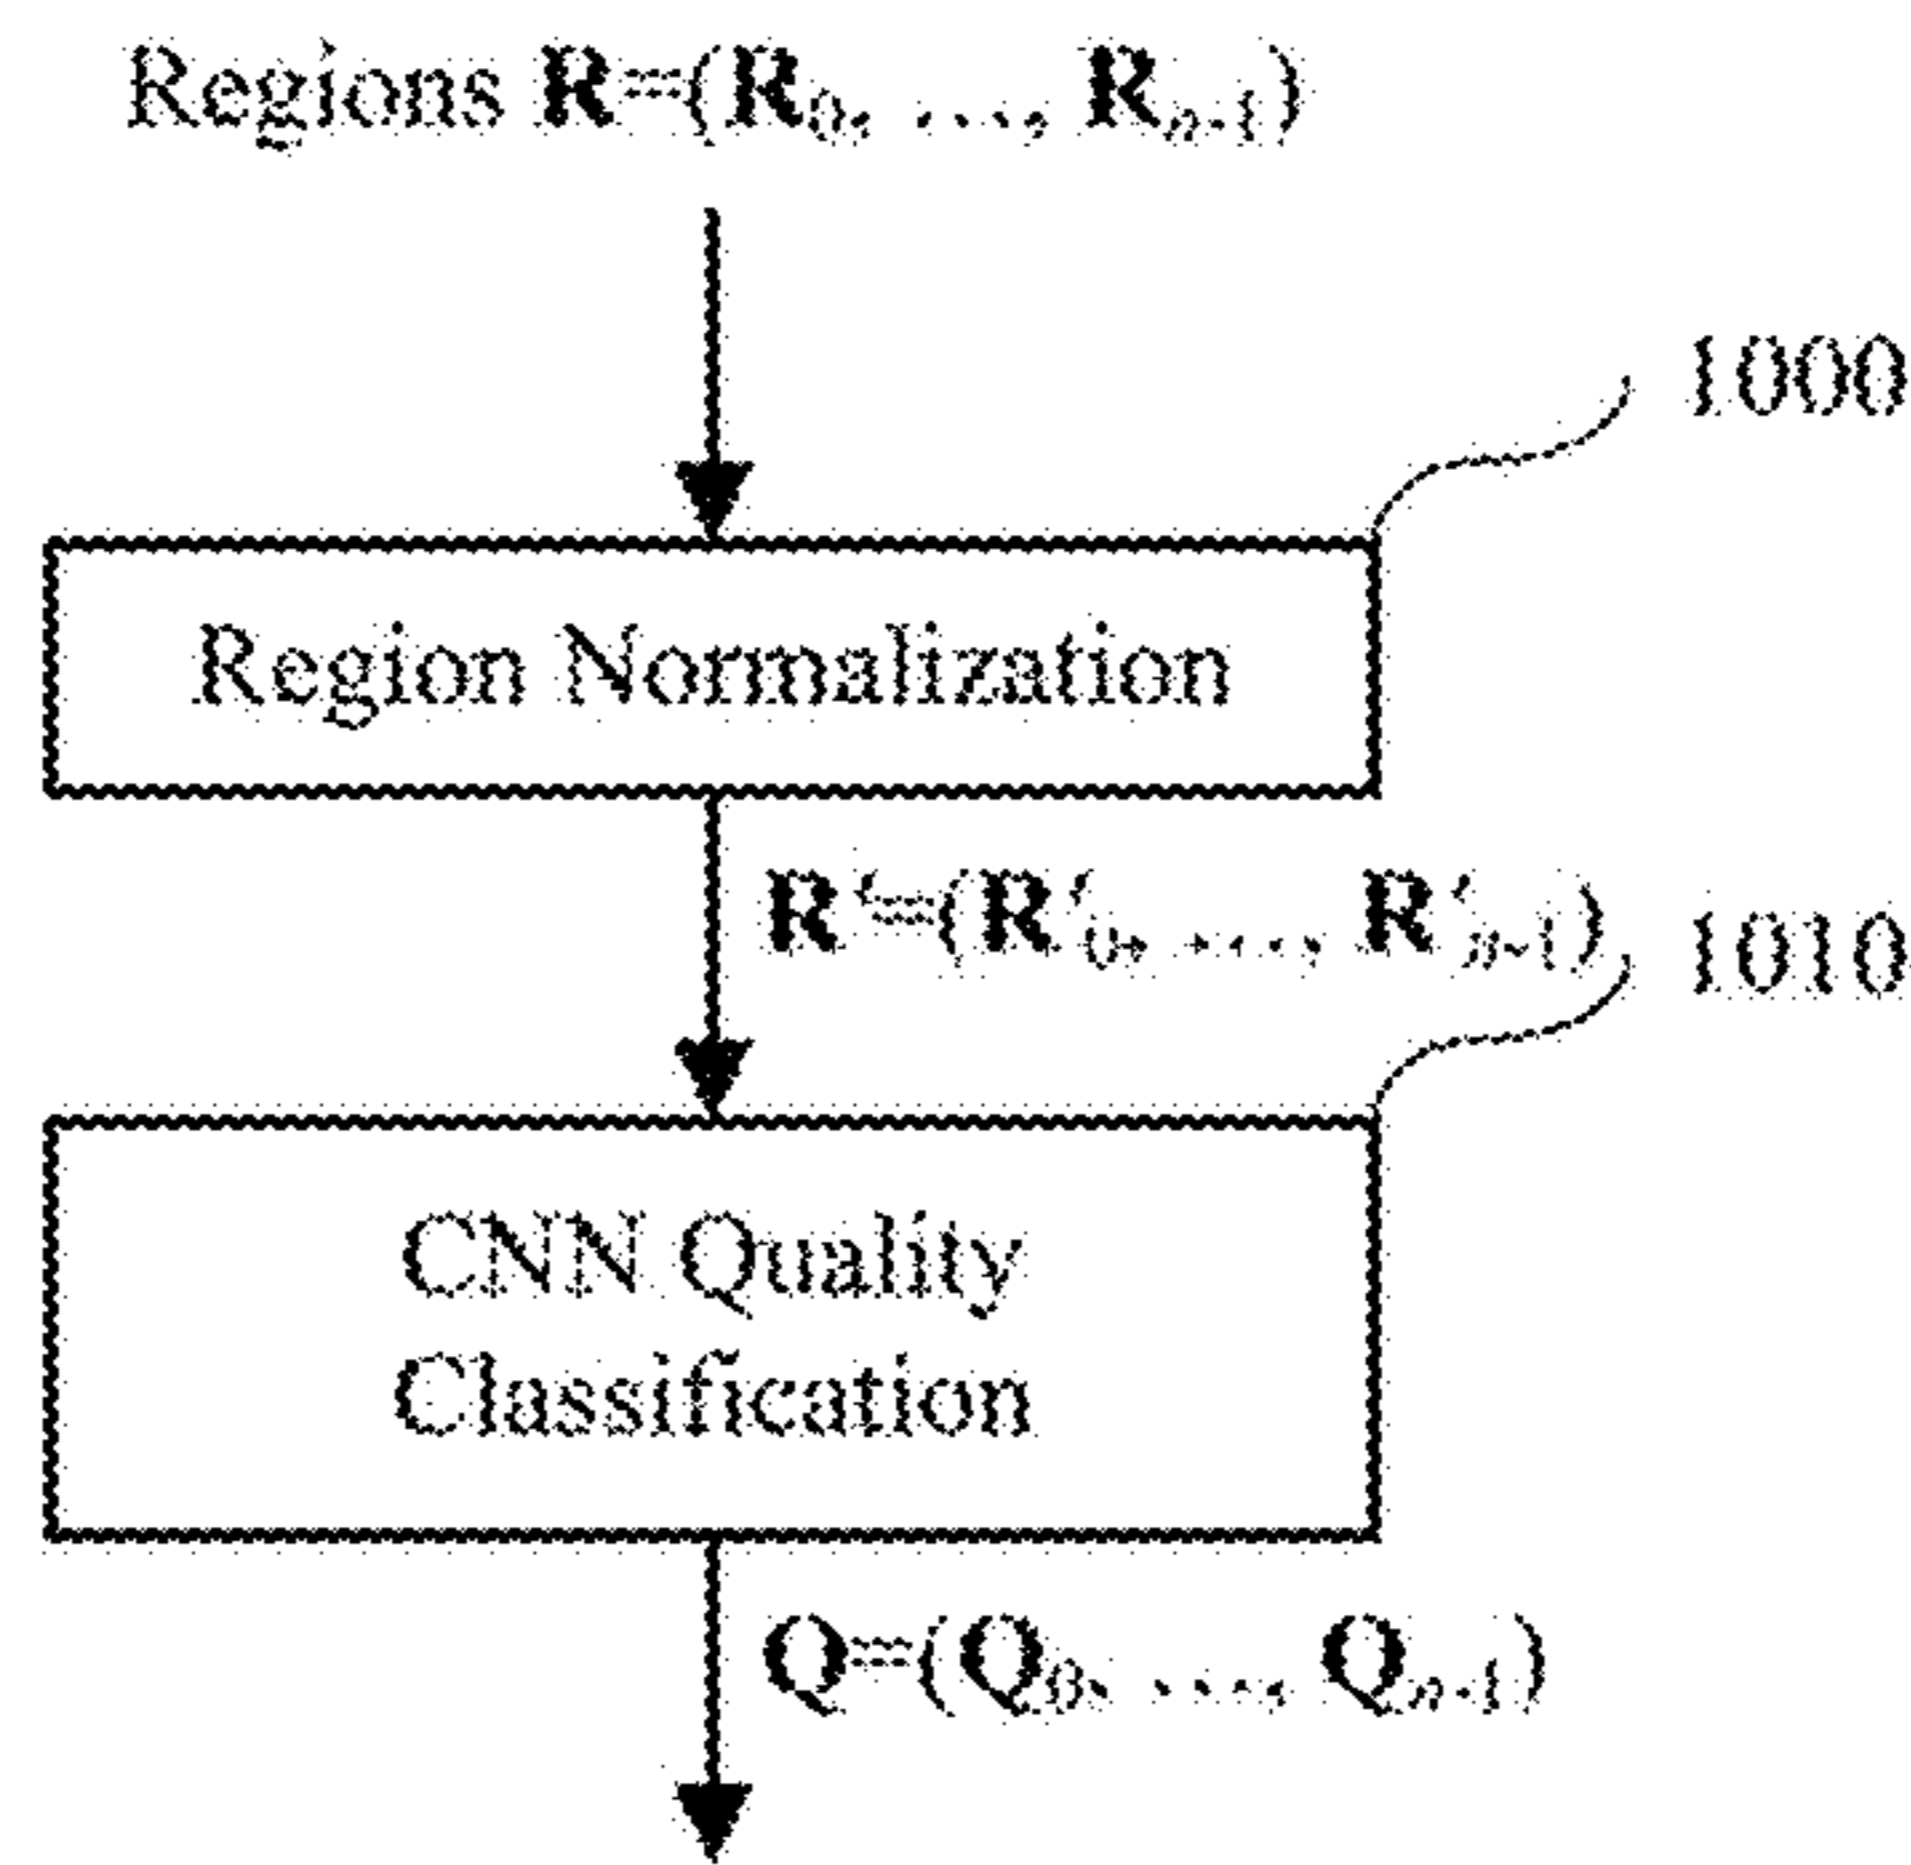 Regions R=(R₀, ..., Rₙ₋₁)
1000
Region Normalization
R‘=(R‘₀, ..., R‘ₙ₋₁)
1010
CNN Quality
Classification
Q=(Q₀, ..., Qₙ₋₁)